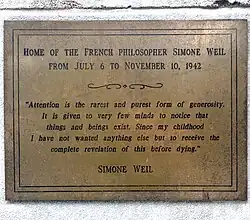 HOME OF THE FRENCH PHILOSOPHER SIMONE WEIL
FROM JULY 6 TO NOVEMBER 10, 1942
"Attention is the rarest and purest form of generosity.
It is given to very few minds to notice that
things and beings exist. Since my childhood
I have not wanted anything else but to receive the
complete revelation of this before dying."
SIMONE WEIL